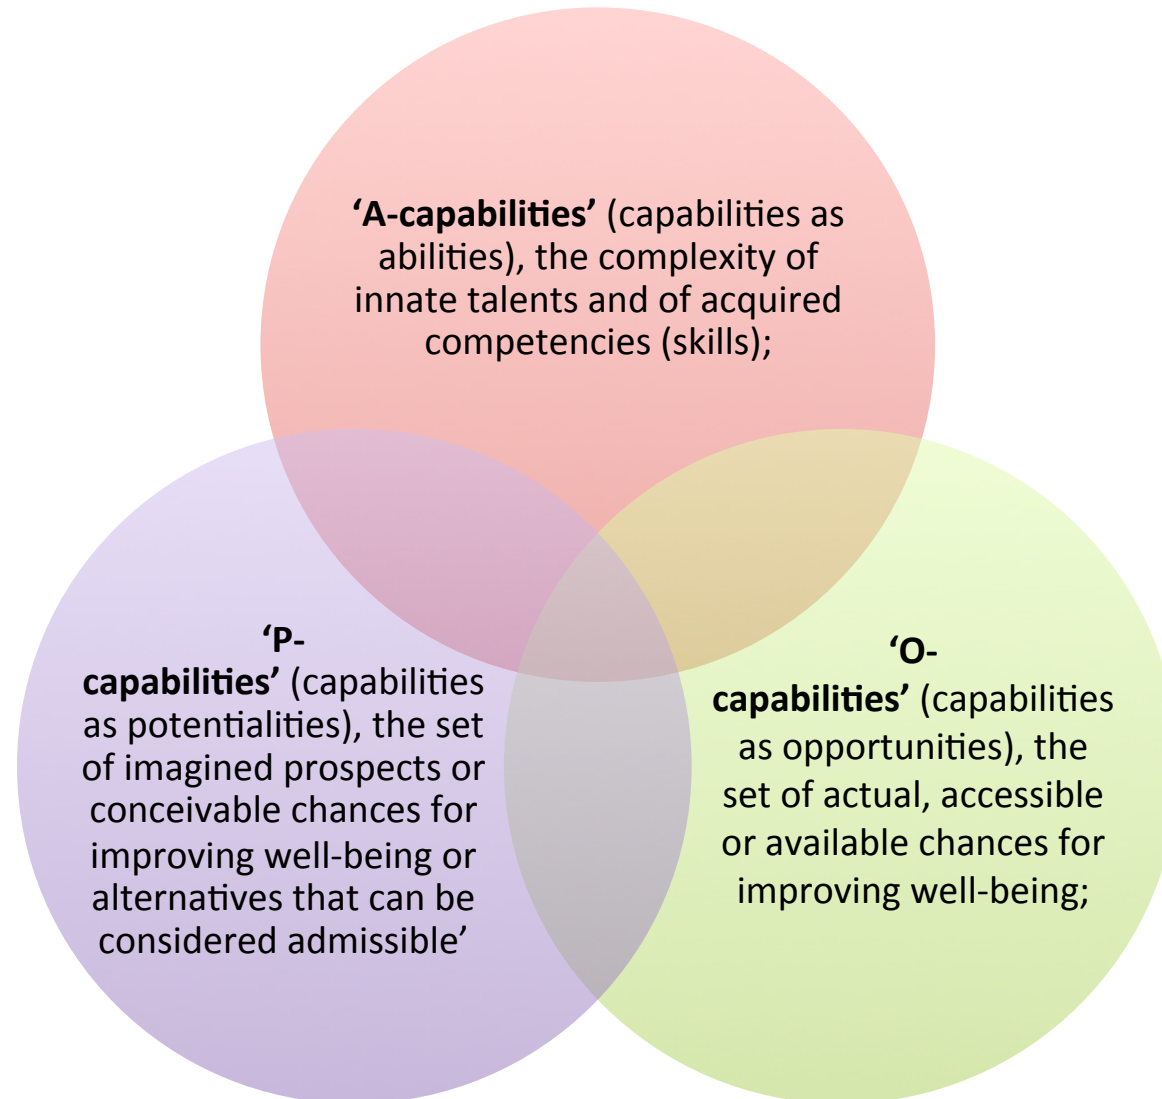 ‘A-capabilities’ (capabilities as
abilities), the complexity of
innate talents and of acquired
competencies (skills);
‘P-
capabilities’ (capabilities
as potentialities), the set
of imagined prospects or
conceivable chances for
improving well-being or
alternatives that can be
considered admissible’
‘O-
capabilities’ (capabilities
as opportunities), the
set of actual, accessible
or available chances for
improving well-being;